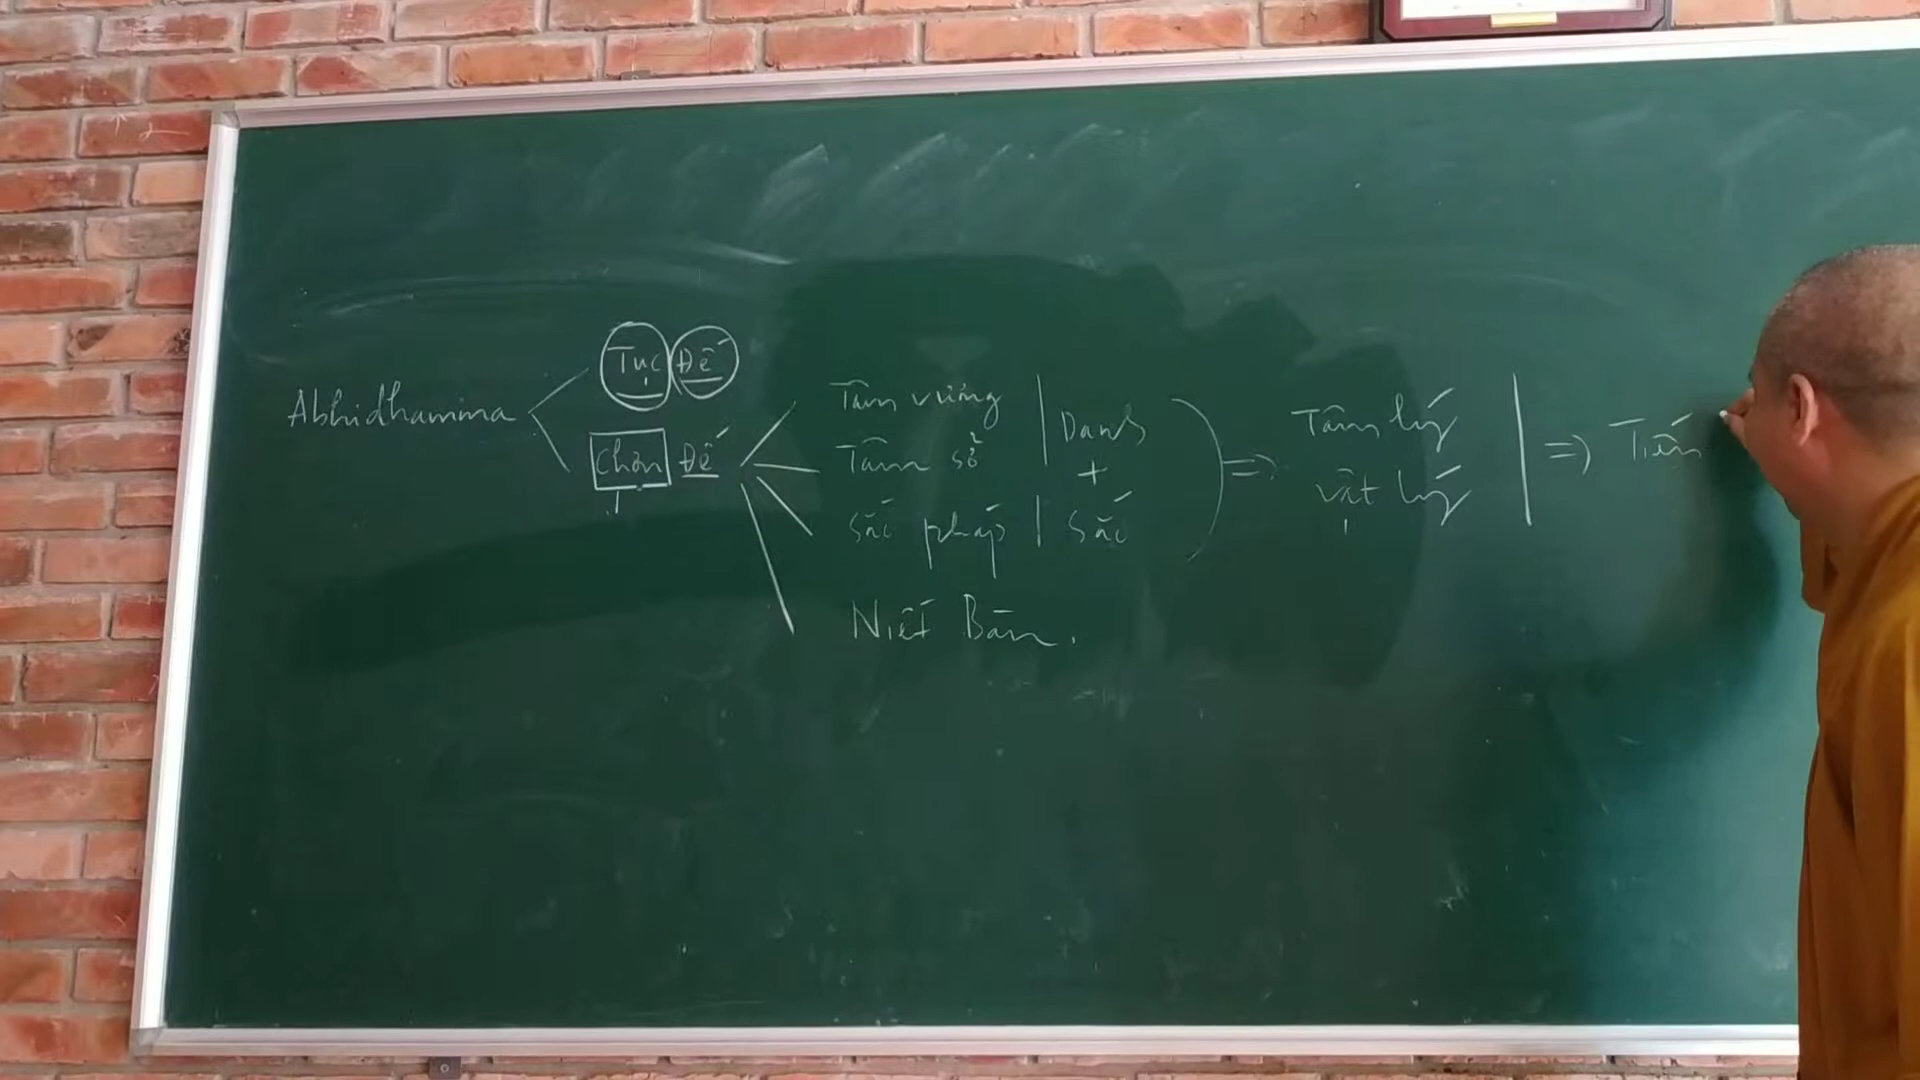 Abhidhamma
Tục Đế
Chơn Đế
Tâm vương
Tâm sở
Sắc pháp
Niết Bàn.
Danh
+
Sắc
=> Tâm lý
vật lý
=> Tiến